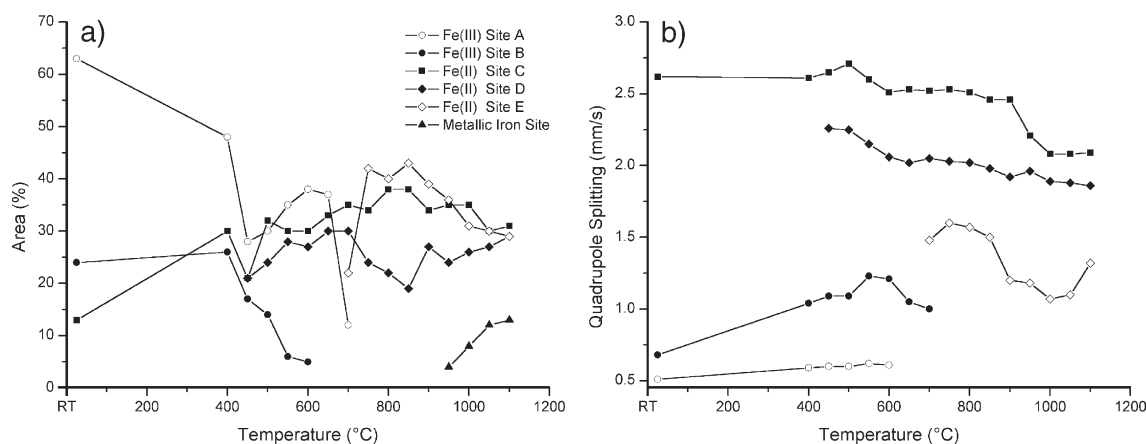 a)
70
60
50
40
30
20
10
0
Area (%)
RT 200 400 600 800 1000 1200
Temperature (°C)
Fe(III) Site A
Fe(III) Site B
Fe(II) Site C
Fe(II) Site D
Fe(II) Site E
Metallic Iron Site
b)
3.0
2.5
2.0
1.5
1.0
0.5
Quadrupole Splitting (mm/s)
RT 200 400 600 800 1000 1200
Temperature (°C)